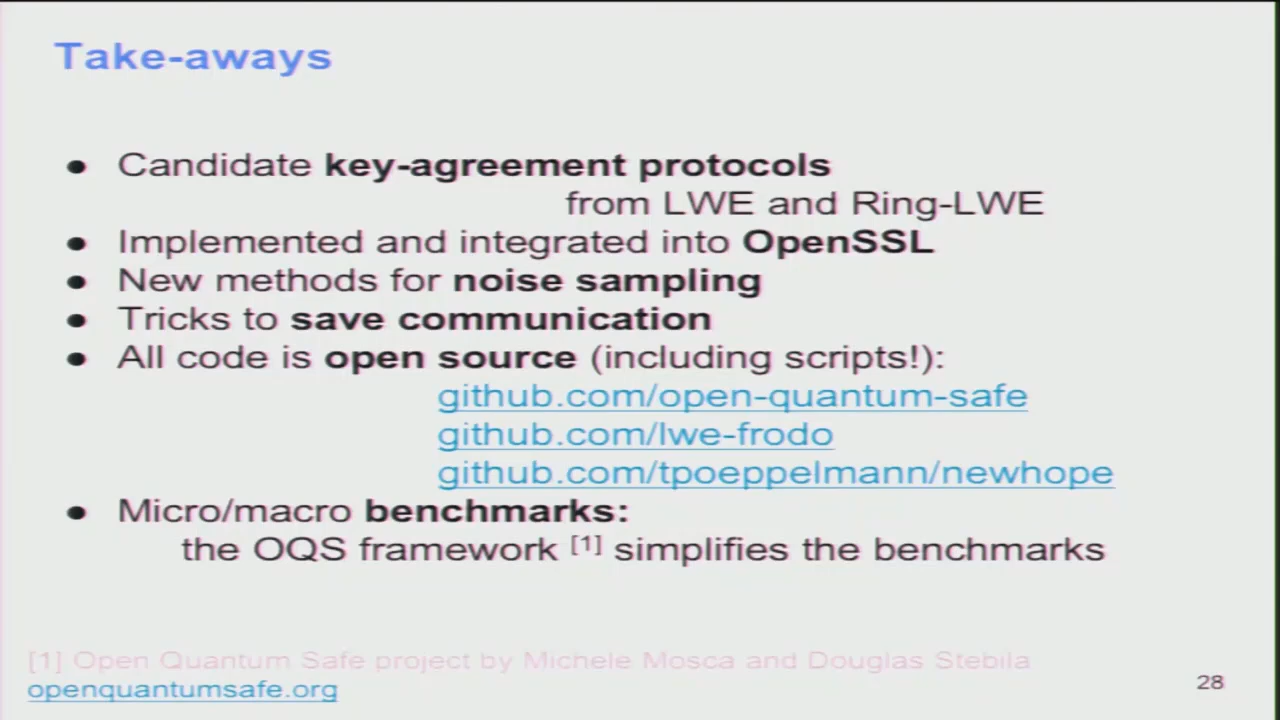 Take-aways
● Candidate key-agreement protocols
from LWE and Ring-LWE
● Implemented and integrated into OpenSSL
● New methods for noise sampling
● Tricks to save communication
● All code is open source (including scripts!):
github.com/open-quantum-safe
github.com/lwe-frodo
github.com/tpoeppelmann/newhope
● Micro/macro benchmarks:
the OQS framework [1] simplifies the benchmarks
[1] Open Quantum Safe project by Michele Mosca and Douglas Stebila
openquantumsafe.org
28